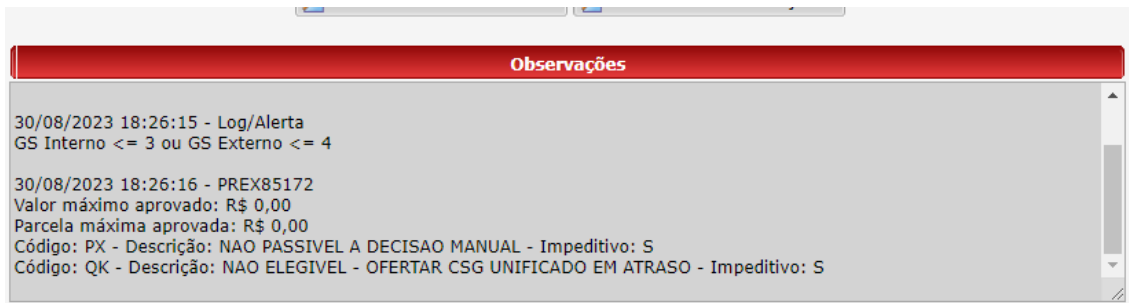 Observações
30/08/2023 18:26:15 - Log/Alerta
GS Interno <= 3 ou GS Externo <= 4
30/08/2023 18:26:16 - PREX85172
Valor máximo aprovado: R$ 0,00
Parcela máxima aprovada: R$ 0,00
Código: PX - Descrição: NAO PASSIVEL A DECISAO MANUAL - Impeditivo: S
Código: QK - Descrição: NAO ELEGIVEL - OFERTAR CSG UNIFICADO EM ATRASO - Impeditivo: S